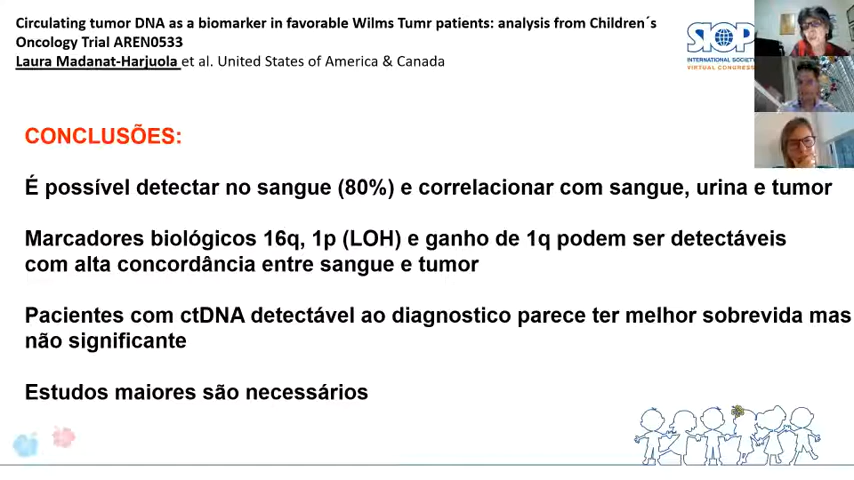 Circulating tumor DNA as a biomarker in favorable Wilms Tumr patients: analysis from Children´s
Oncology Trial AREN0533
Laura Madanat-Harjuola et al. United States of America & Canada
SIOP
INTERNATIONAL SOCIETY
VIRTUAL CONGRESS
CONCLUSÕES:
É possível detectar no sangue (80%) e correlacionar com sangue, urina e tumor
Marcadores biológicos 16q, 1p (LOH) e ganho de 1q podem ser detectáveis
com alta concordância entre sangue e tumor
Pacientes com ctDNA detectável ao diagnostico parece ter melhor sobrevida mas
não significante
Estudos maiores são necessários